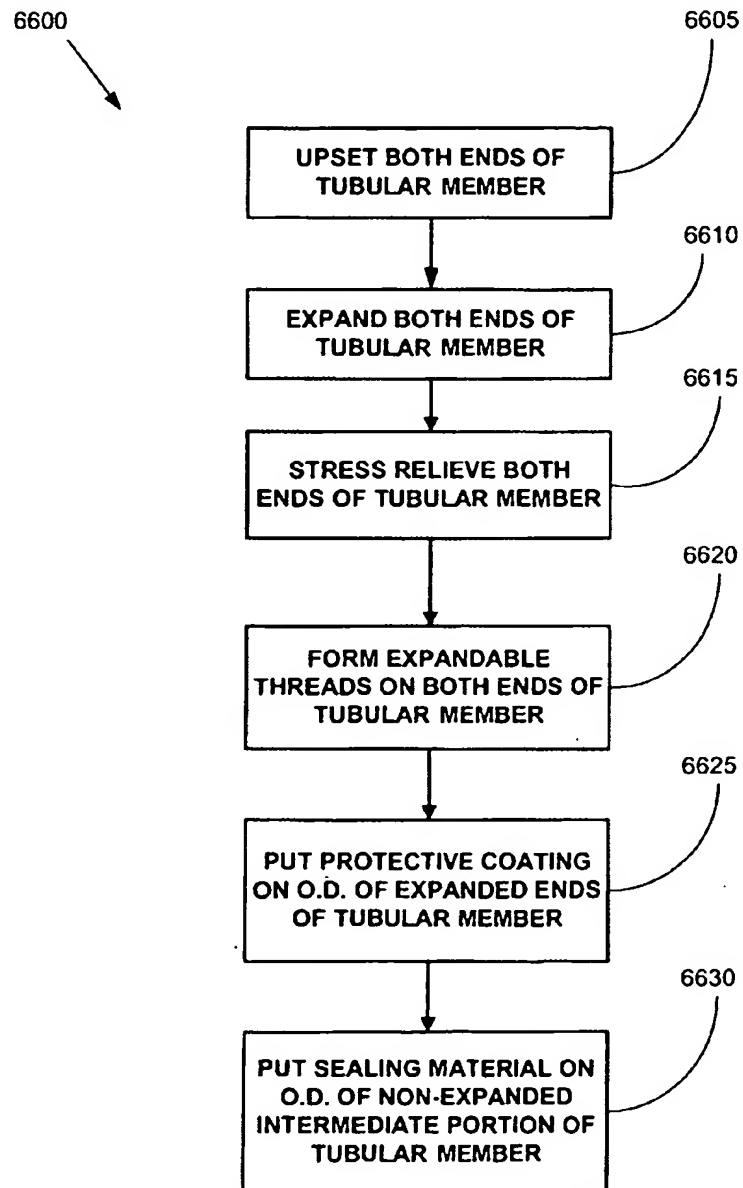 6600
6605
UPSET BOTH ENDS OF
TUBULAR MEMBER
6610
EXPAND BOTH ENDS OF
TUBULAR MEMBER
6615
STRESS RELIEVE BOTH
ENDS OF TUBULAR MEMBER
6620
FORM EXPANDABLE
THREADS ON BOTH ENDS OF
TUBULAR MEMBER
6625
PUT PROTECTIVE COATING
ON O.D. OF EXPANDED ENDS
OF TUBULAR MEMBER
6630
PUT SEALING MATERIAL ON
O.D. OF NON-EXPANDED
INTERMEDIATE PORTION OF
TUBULAR MEMBER